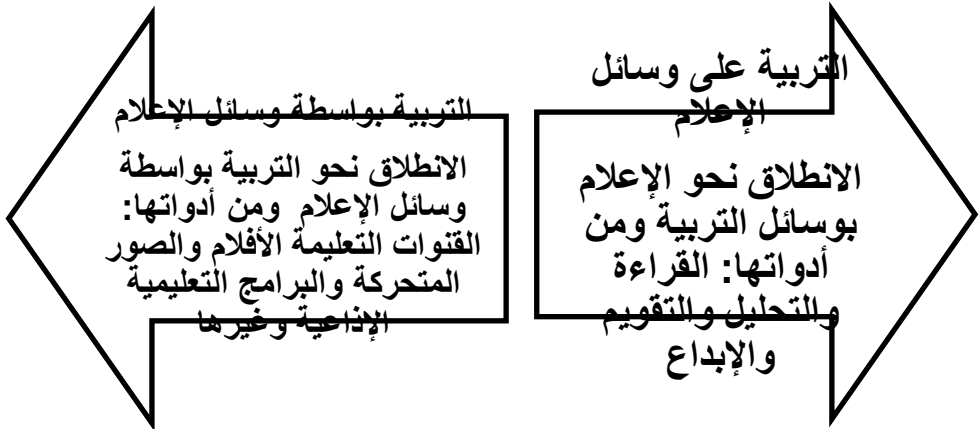 التربية على وسائل
الإعلام
الانطلاق نحو الإعلام
بوسائل التربية ومن
أدواتها: القراءة
والتحليل والتقويم
والإبداع
التربية بواسطة وسائل الإعلام
الانطلاق نحو التربية بواسطة
وسائل الإعلام ومن أدواتها:
القنوات التعليمة الأفلام والصور
المتحركة والبرامج التعليمية
الإذاعية وغيرها